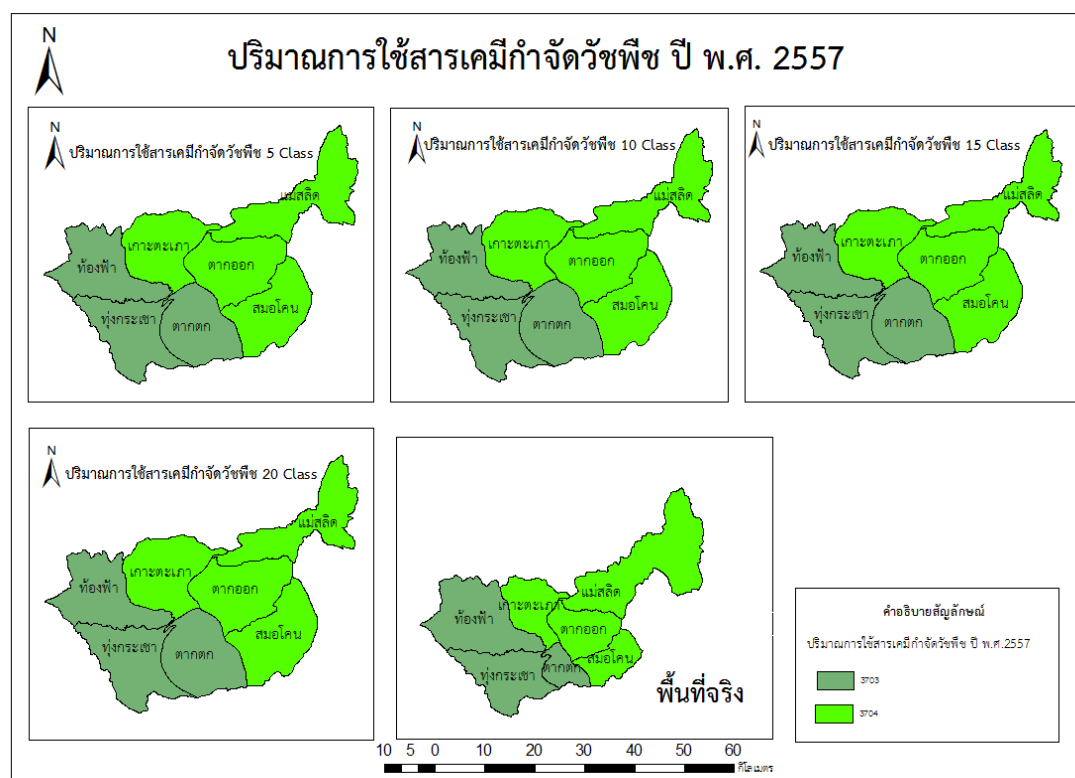 N
ปริมาณการใช้สารเคมีกำจัดวัชพืช ปี พ.ศ. 2557
N
ปริมาณการใช้สารเคมีกำจัดวัชพืช 5 Class
แม่สลิด
เกาะตะเภา
ท้องฟ้า
ตากออก
สมอโคน
ทุ่งกระเชา
ตากตก
N
ปริมาณการใช้สารเคมีกำจัดวัชพืช 10 Class
แม่สลิด
เกาะตะเภา
ท้องฟ้า
ตากออก
สมอโคน
ทุ่งกระเชา
ตากตก
N
ปริมาณการใช้สารเคมีกำจัดวัชพืช 15 Class
แม่สลิด
เกาะตะเภา
ท้องฟ้า
ตากออก
สมอโคน
ทุ่งกระเชา
ตากตก
N
ปริมาณการใช้สารเคมีกำจัดวัชพืช 20 Class
แม่สลิด
เกาะตะเภา
ท้องฟ้า
ตากออก
สมอโคน
ทุ่งกระเชา
ตากตก
แม่สลิด
เกาะตะเภา
ท้องฟ้า
ตากออก
สมอโคน
ทุ่งกระเชา
ตากตก
พื้นที่จริง
10 5 0 10 20 30 40 50 60
กิโลเมตร
คำอธิบายสัญลักษณ์
ปริมาณการใช้สารเคมีกำจัดวัชพืช ปี พ.ศ.2557
3703
3704